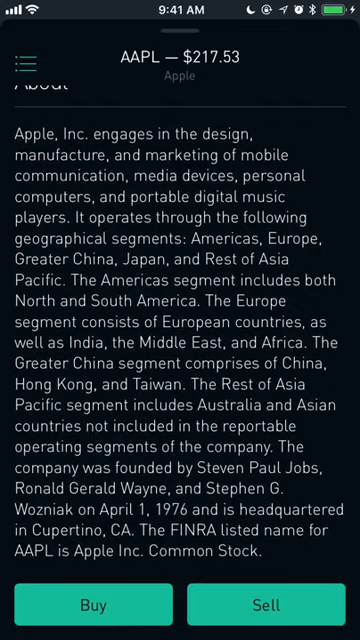 9:41 AM
AAPL — $217.53
Apple
About
Apple, Inc. engages in the design,
manufacture, and marketing of mobile
communication, media devices, personal
computers, and portable digital music
players. It operates through the following
geographical segments: Americas, Europe,
Greater China, Japan, and Rest of Asia
Pacific. The Americas segment includes both
North and South America. The Europe
segment consists of European countries, as
well as India, the Middle East, and Africa. The
Greater China segment comprises of China,
Hong Kong, and Taiwan. The Rest of Asia
Pacific segment includes Australia and Asian
countries not included in the reportable
operating segments of the company. The
company was founded by Steven Paul Jobs,
Ronald Gerald Wayne, and Stephen G.
Wozniak on April 1, 1976 and is headquartered
in Cupertino, CA. The FINRA listed name for
AAPL is Apple Inc. Common Stock.
Buy
Sell